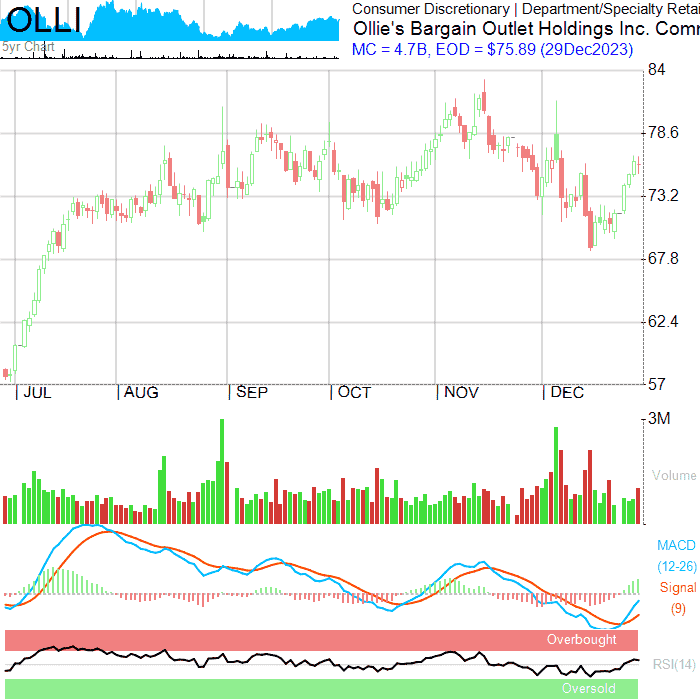 OLLI
5yr Chart
Consumer Discretionary | Department/Specialty Retai
Ollie's Bargain Outlet Holdings Inc. Comm
MC = 4.7B, EOD = $75.89 (29Dec2023)
84
78.6
73.2
67.8
62.4
57
| JUL | AUG | SEP | OCT | NOV | DEC
3M
Volume
MACD
(12-26)
Signal
(9)
Overbought
RSI(14)
Oversold